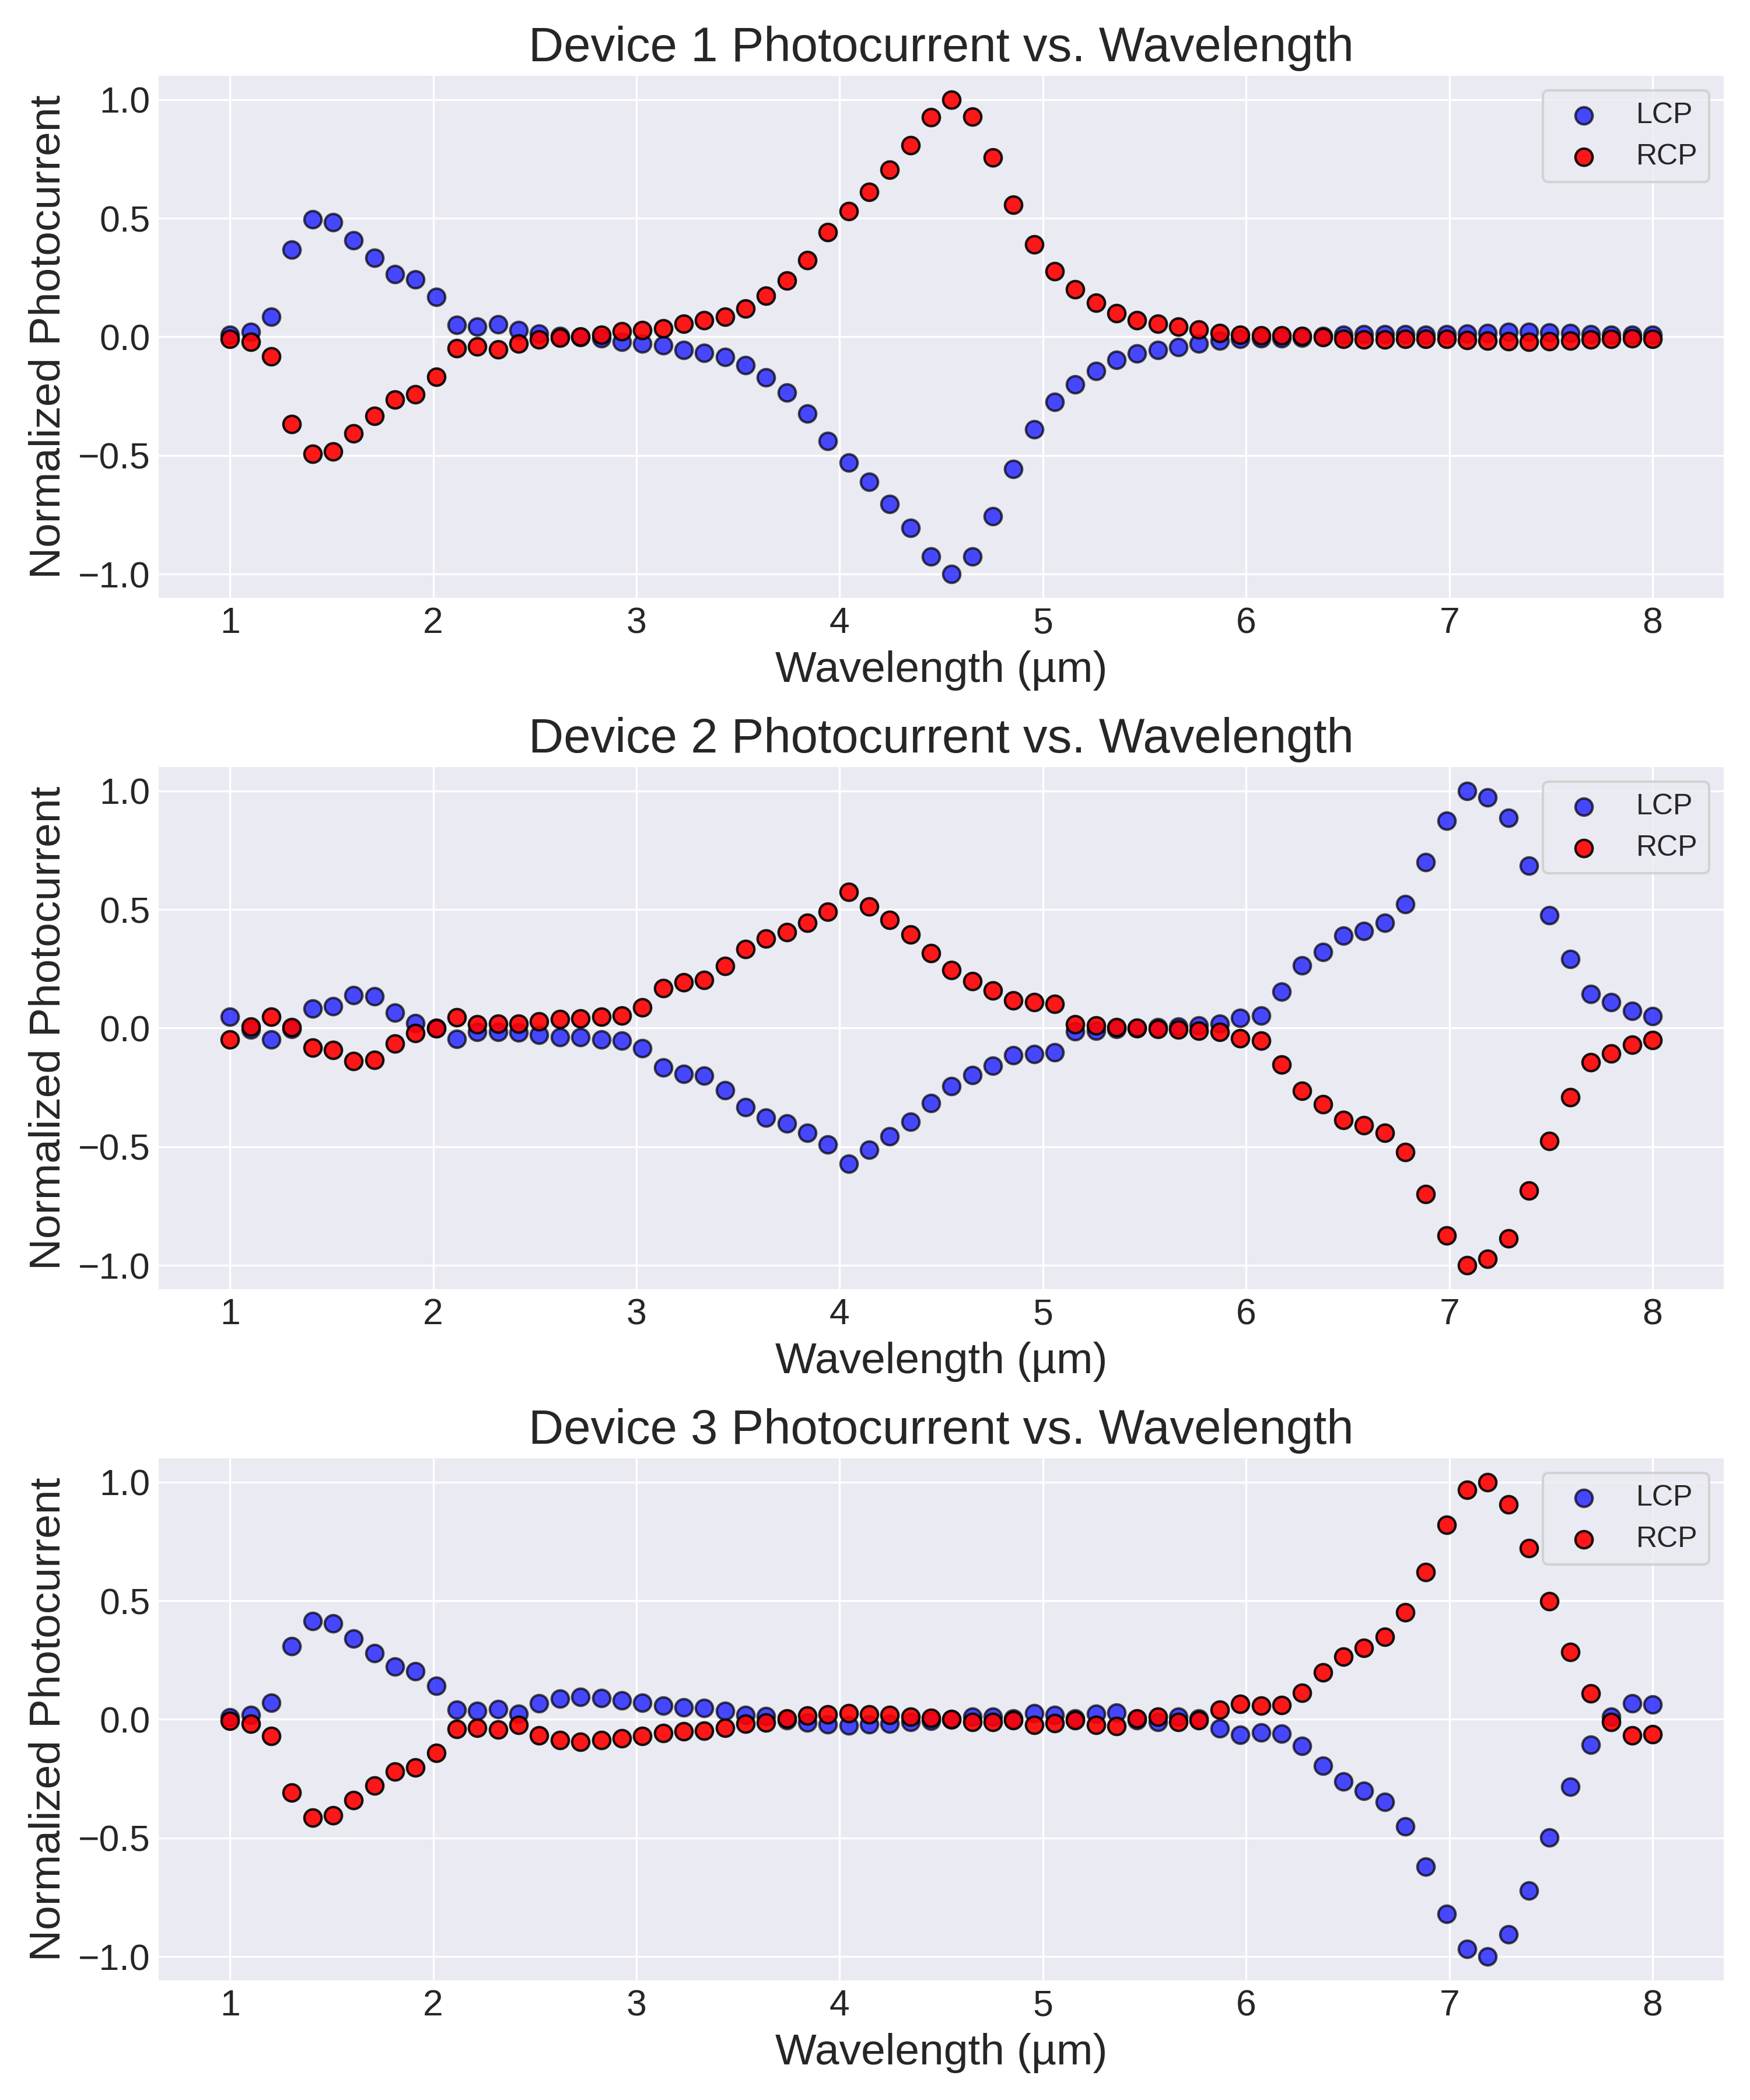 Device 1 Photocurrent vs. Wavelength
Normalized Photocurrent
1.0
0.5
0.0
−0.5
−1.0
LCP
RCP
1 2 3 4 5 6 7 8
Wavelength (µm)
Device 2 Photocurrent vs. Wavelength
Normalized Photocurrent
1.0
0.5
0.0
−0.5
−1.0
LCP
RCP
1 2 3 4 5 6 7 8
Wavelength (µm)
Device 3 Photocurrent vs. Wavelength
Normalized Photocurrent
1.0
0.5
0.0
−0.5
−1.0
LCP
RCP
1 2 3 4 5 6 7 8
Wavelength (µm)